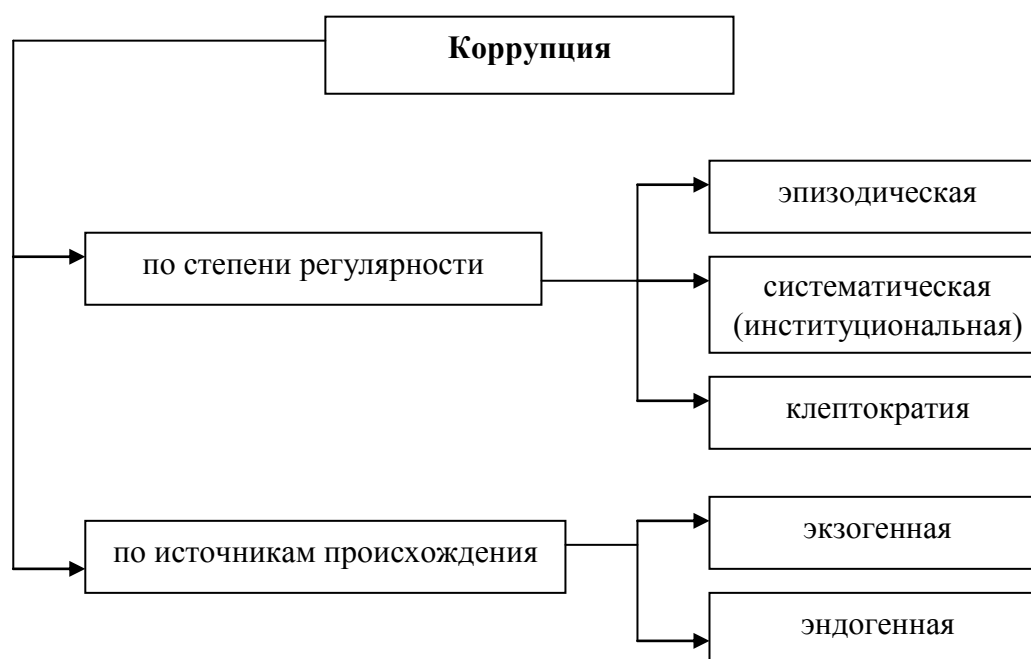 Коррупция
по степени регулярности
эпизодическая
систематическая
(институциональная)
клептократия
по источникам происхождения
экзогенная
эндогенная